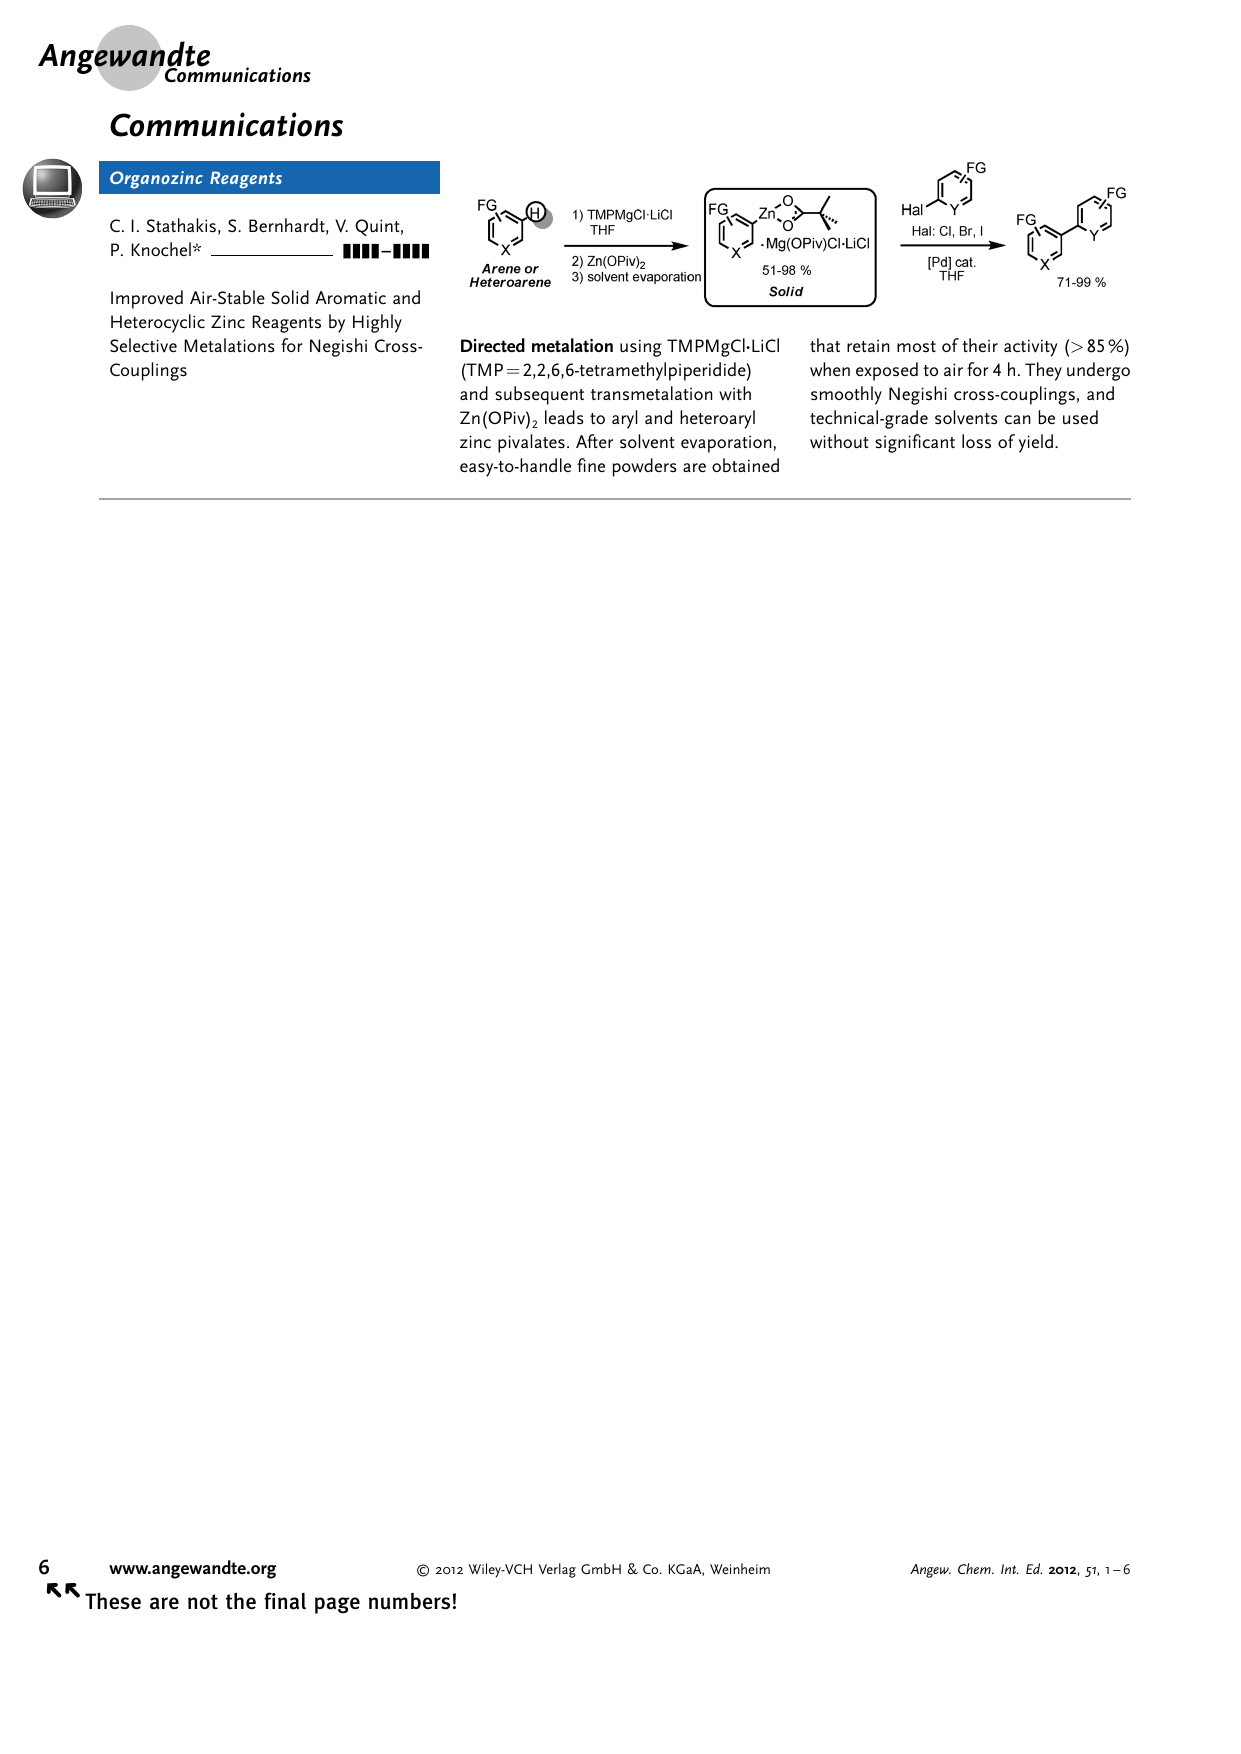 Angewandte
Communications
Communications
Organozinc Reagents
C. I. Stathakis, S. Bernhardt, V. Quint,
P. Knochel* –
Improved Air-Stable Solid Aromatic and
Heterocyclic Zinc Reagents by Highly
Selective Metalations for Negishi Cross-
Couplings
FG
H
X
Arene or
Heteroarene
1) TMPMgCl·LiCl
THF
2) Zn(OPiv)₂
3) solvent evaporation
FG
Zn
O
O
X
·Mg(OPiv)Cl·LiCl
51-98 %
Solid
FG
Hal
Y
Hal: Cl, Br, I
[Pd] cat.
THF
FG
FG
Y
X
71-99 %
Directed metalation using TMPMgCl·LiCl
(TMP = 2,2,6,6-tetramethylpiperidide)
and subsequent transmetalation with
Zn(OPiv)₂ leads to aryl and heteroaryl
zinc pivalates. After solvent evaporation,
easy-to-handle fine powders are obtained
that retain most of their activity (> 85 %)
when exposed to air for 4 h. They undergo
smoothly Negishi cross-couplings, and
technical-grade solvents can be used
without significant loss of yield.
6 www.angewandte.org © 2012 Wiley-VCH Verlag GmbH & Co. KGaA, Weinheim Angew. Chem. Int. Ed. 2012, 51, 1 – 6
These are not the final page numbers!